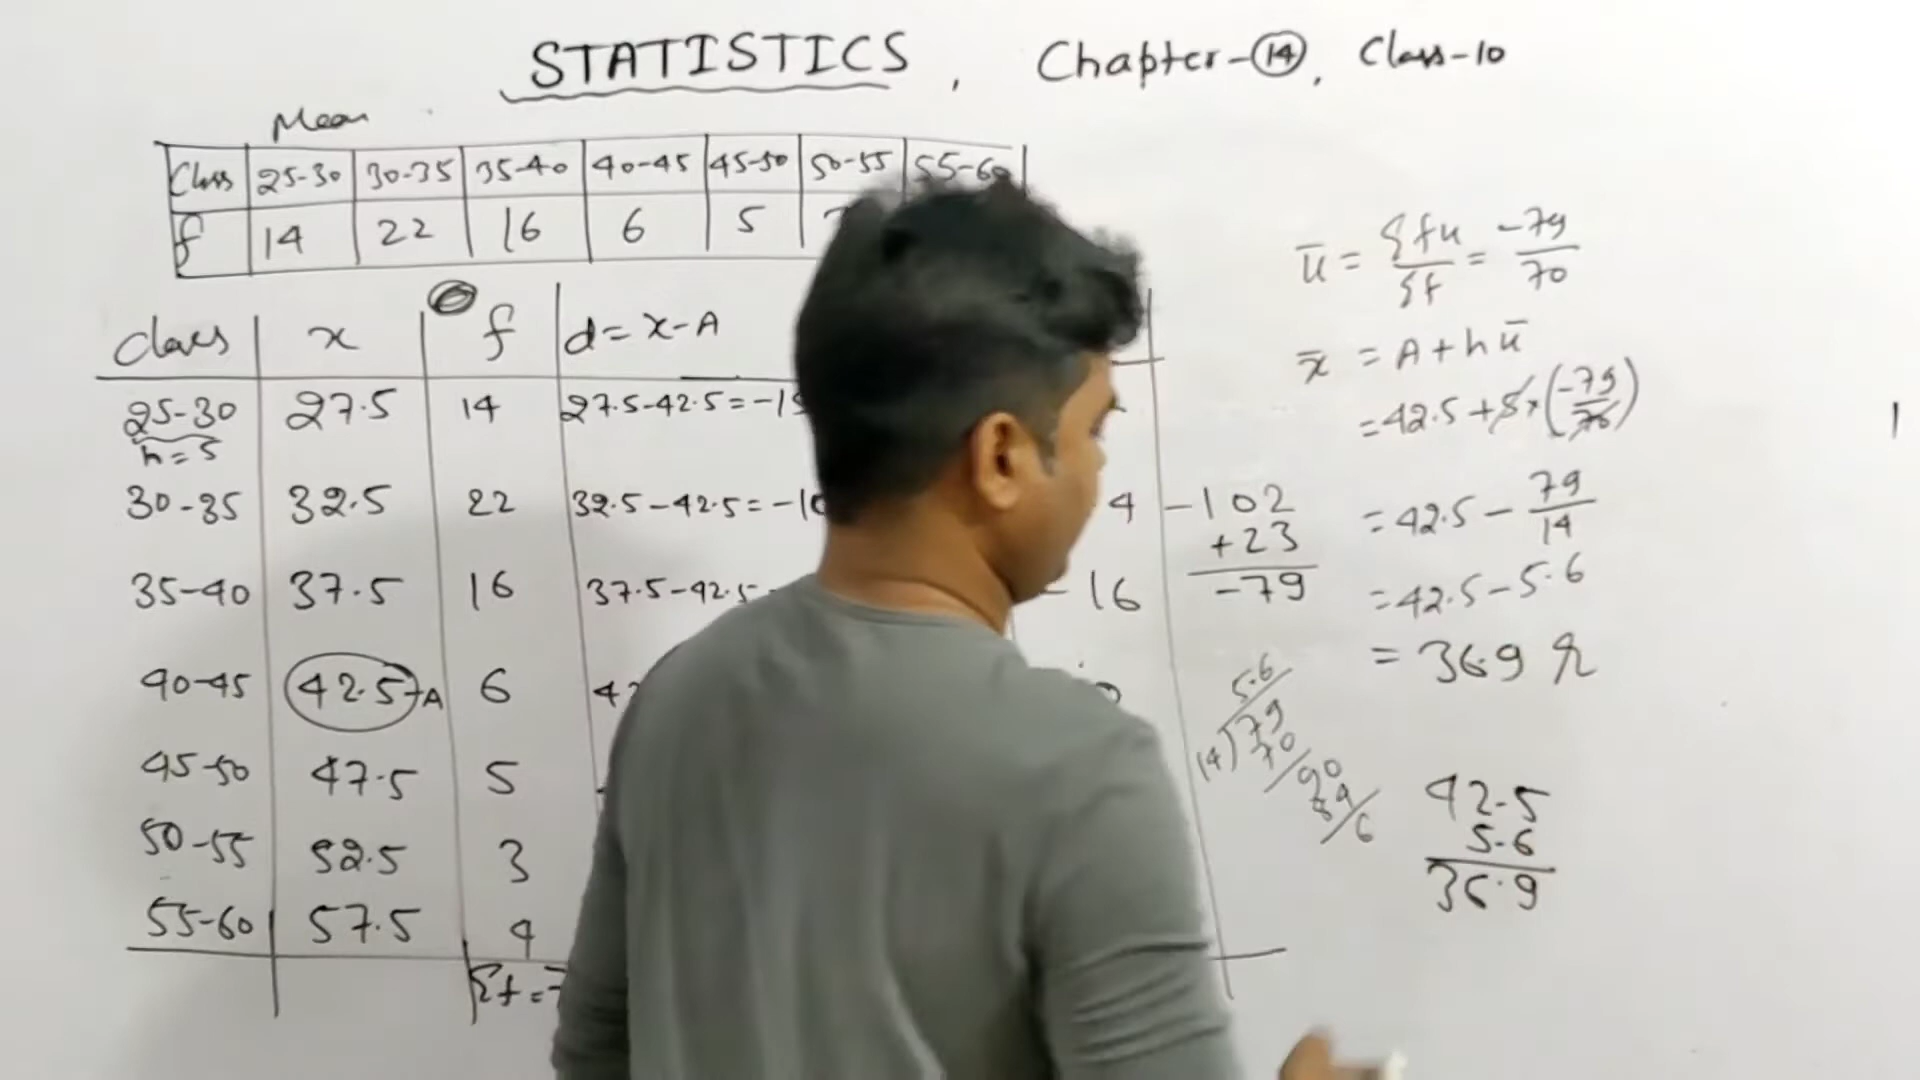 STATISTICS , Chapter-14, Class-10
Mean
Class 25-30 30-35 35-40 40-45 45-50 50-55 55-60
f 14 22 16 6 5
class x f d=x-A
25-30 27.5 14 27.5-42.5=-15
h=5
30-35 32.5 22 32.5-42.5=-10 4
35-40 37.5 16 37.5-42.5 -16
40-45 42.5→A 6 0
45-50 47.5 5
50-55 52.5 3
55-60 57.5 4
Σf=7
-102
+23
-79
ū = Σfu/Σf = -79/70
x̄ = A+hū
=42.5+5×(-79/70)
=42.5-79/14
=42.5-5.6
=36.9
5.6
14)79
70
90
84
6
42.5
5.6
36.9